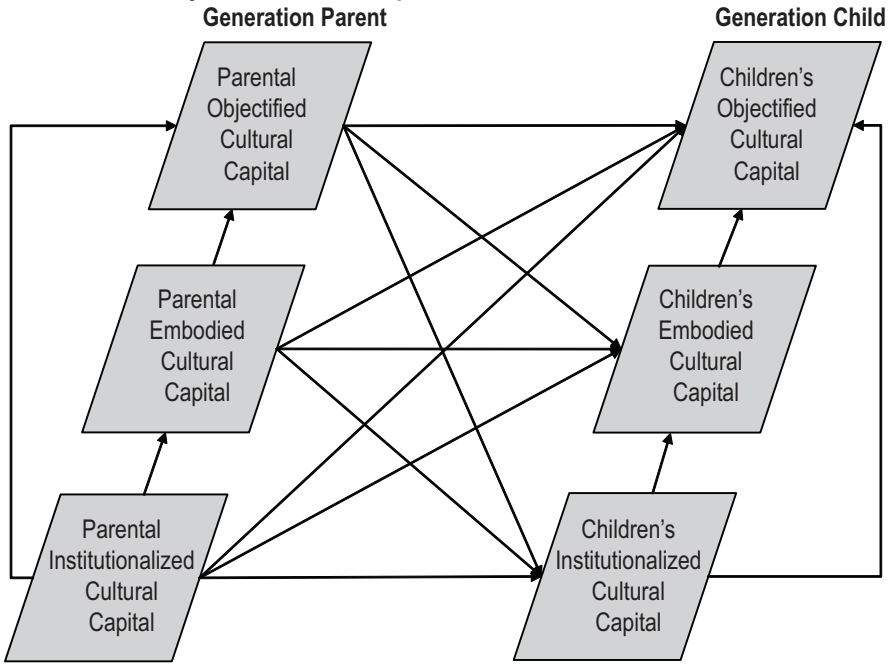 Generation Parent
Generation Child
Parental
Objectified
Cultural
Capital
Children's
Objectified
Cultural
Capital
Parental
Embodied
Cultural
Capital
Children's
Embodied
Cultural
Capital
Parental
Institutionalized
Cultural
Capital
Children's
Institutionalized
Cultural
Capital